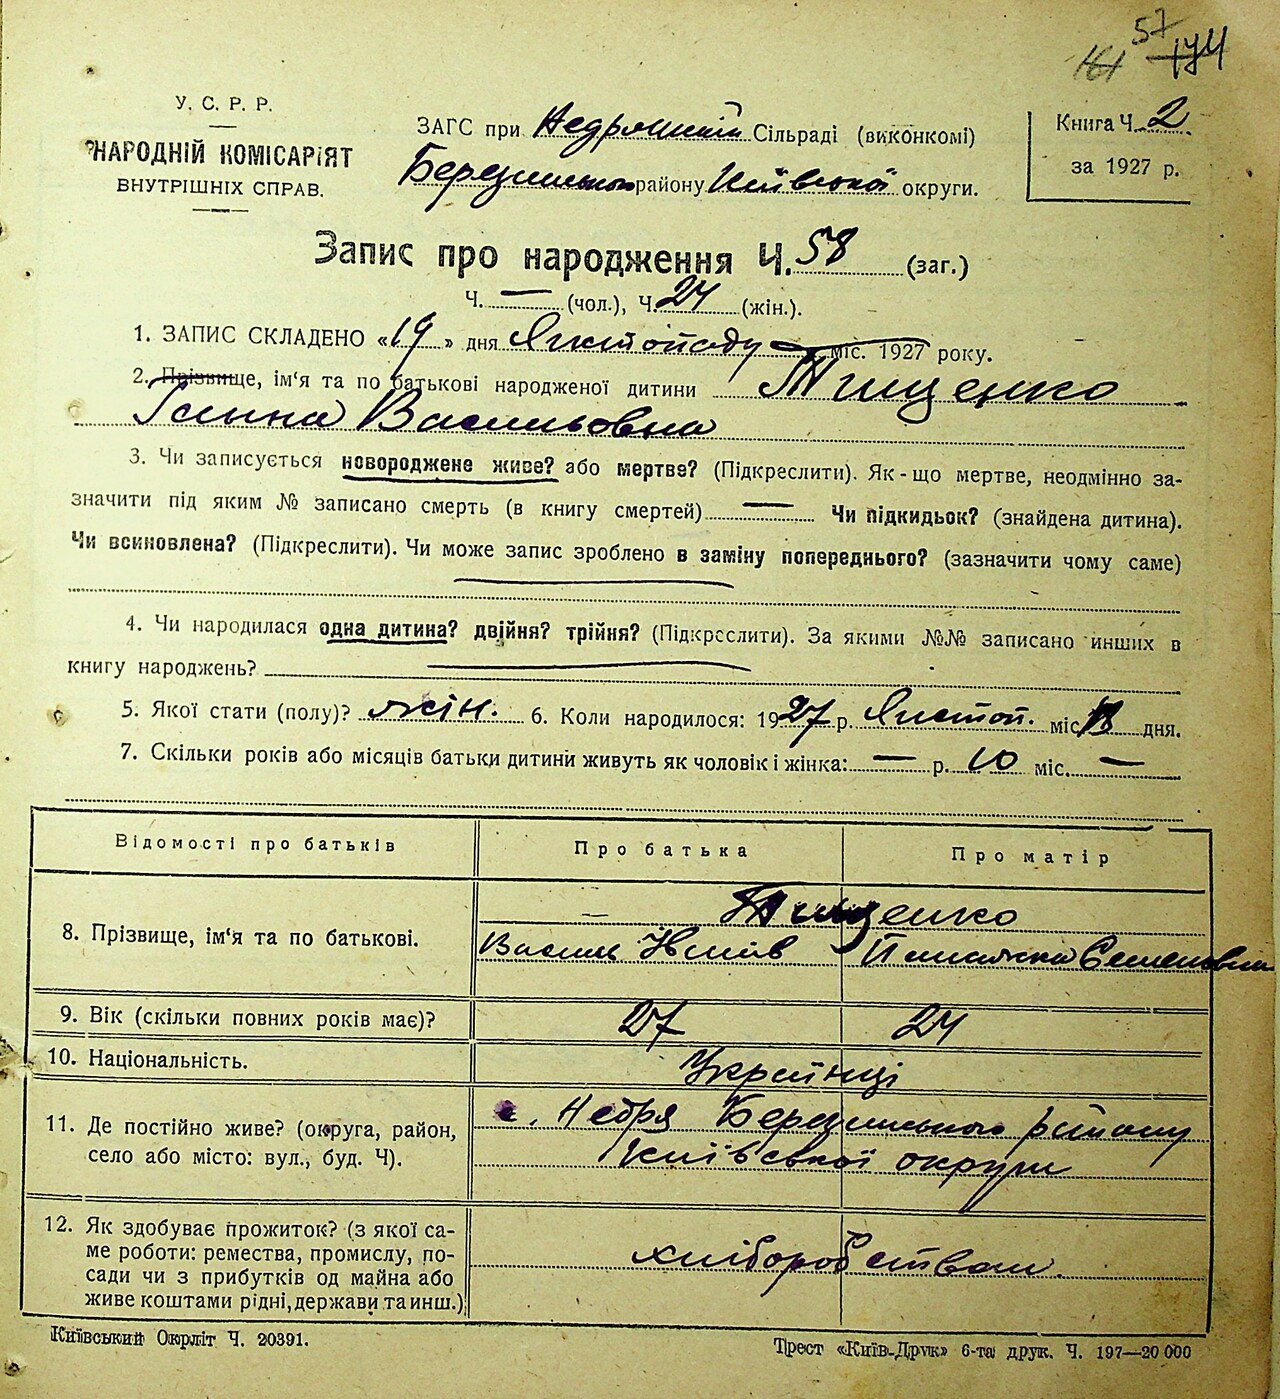 57
161 174
У. С. Р. Р.
НАРОДНІЙ КОМІСАРІЯТ
ВНУТРІШНІХ СПРАВ.
ЗАГС при Недрянській Сільраді (виконкомі)
району Київської округи.
Книга Ч. 2
за 1927 р.
Запис про народження Ч. 58 (заг.)
Ч. — (чол.), Ч. 24 (жін.).
1. ЗАПИС СКЛАДЕНО «19» дня Листопаду міс. 1927 року.
2. Прізвище, ім'я та по батькові народженої дитини Тищенко
Ганна Васильовна
3. Чи записується новороджене живе? або мертве? (Підкреслити). Як-що мертве, неодмінно за-
значити під яким № записано смерть (в книгу смертей) — Чи підкидьок? (знайдена дитина).
Чи всиновлена? (Підкреслити). Чи може запис зроблено в заміну попереднього? (зазначити чому саме)
4. Чи народилася одна дитина? двійня? трійня? (Підкреслити). За якими №№ записано инших в
книгу народжень?
5. Якої стати (полу)? жін. 6. Коли народилося: 1927 р. Листоп. міс. 18 дня.
7. Скільки років або місяців батьки дитини живуть як чоловік і жінка: — р. 10 міс. —
Відомості про батьків Про батька Про матір
Тищенко
8. Прізвище, ім'я та по батькові.
Василь Семеновна
9. Вік (скільки повних років має)? 27 24
10. Національність. Українці
11. Де постійно живе? (округа, район,
село або місто: вул., буд. Ч).
с. Недря району
Київської округи
12. Як здобуває прожиток? (з якої са-
ме роботи: ремества, промислу, по-
сади чи з прибутків од майна або
живе коштами рідні, держави та инш.)
хліборобством
Київський Окрліт Ч. 20391.
Трест «Київ-Друк» 6-та друк. Ч. 197—20 000